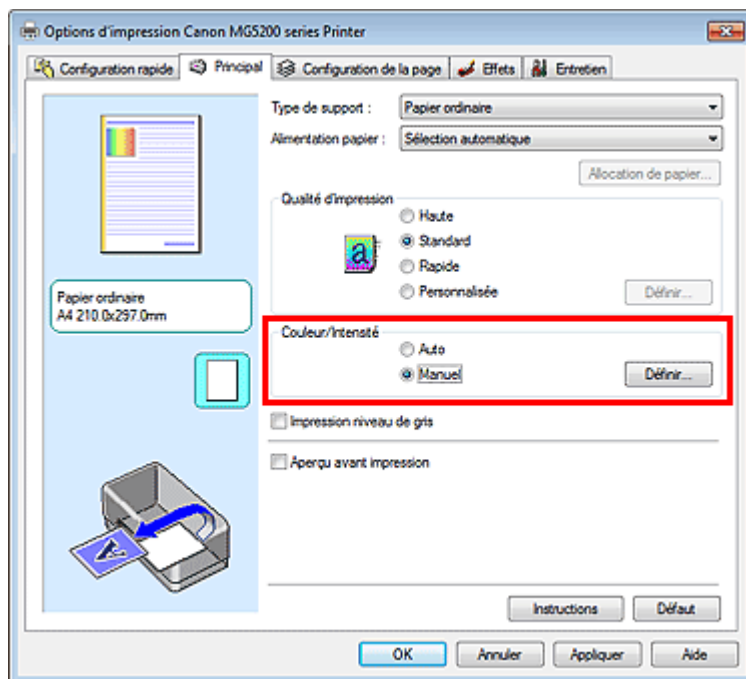 Options d'impression Canon MG5200 series Printer
Configuration rapide Principal Configuration de la page Effets Entretien
Type de support : Papier ordinaire
Alimentation papier : Sélection automatique
Allocation de papier...
Qualité d'impression
Haute
a Standard
Rapide
Personnalisée Définir...
Papier ordinaire
A4 210.0x297.0mm
Couleur/Intensité
Auto
Manuel Définir...
Impression niveau de gris
Aperçu avant impression
A
Instructions Défaut
OK Annuler Appliquer Aide